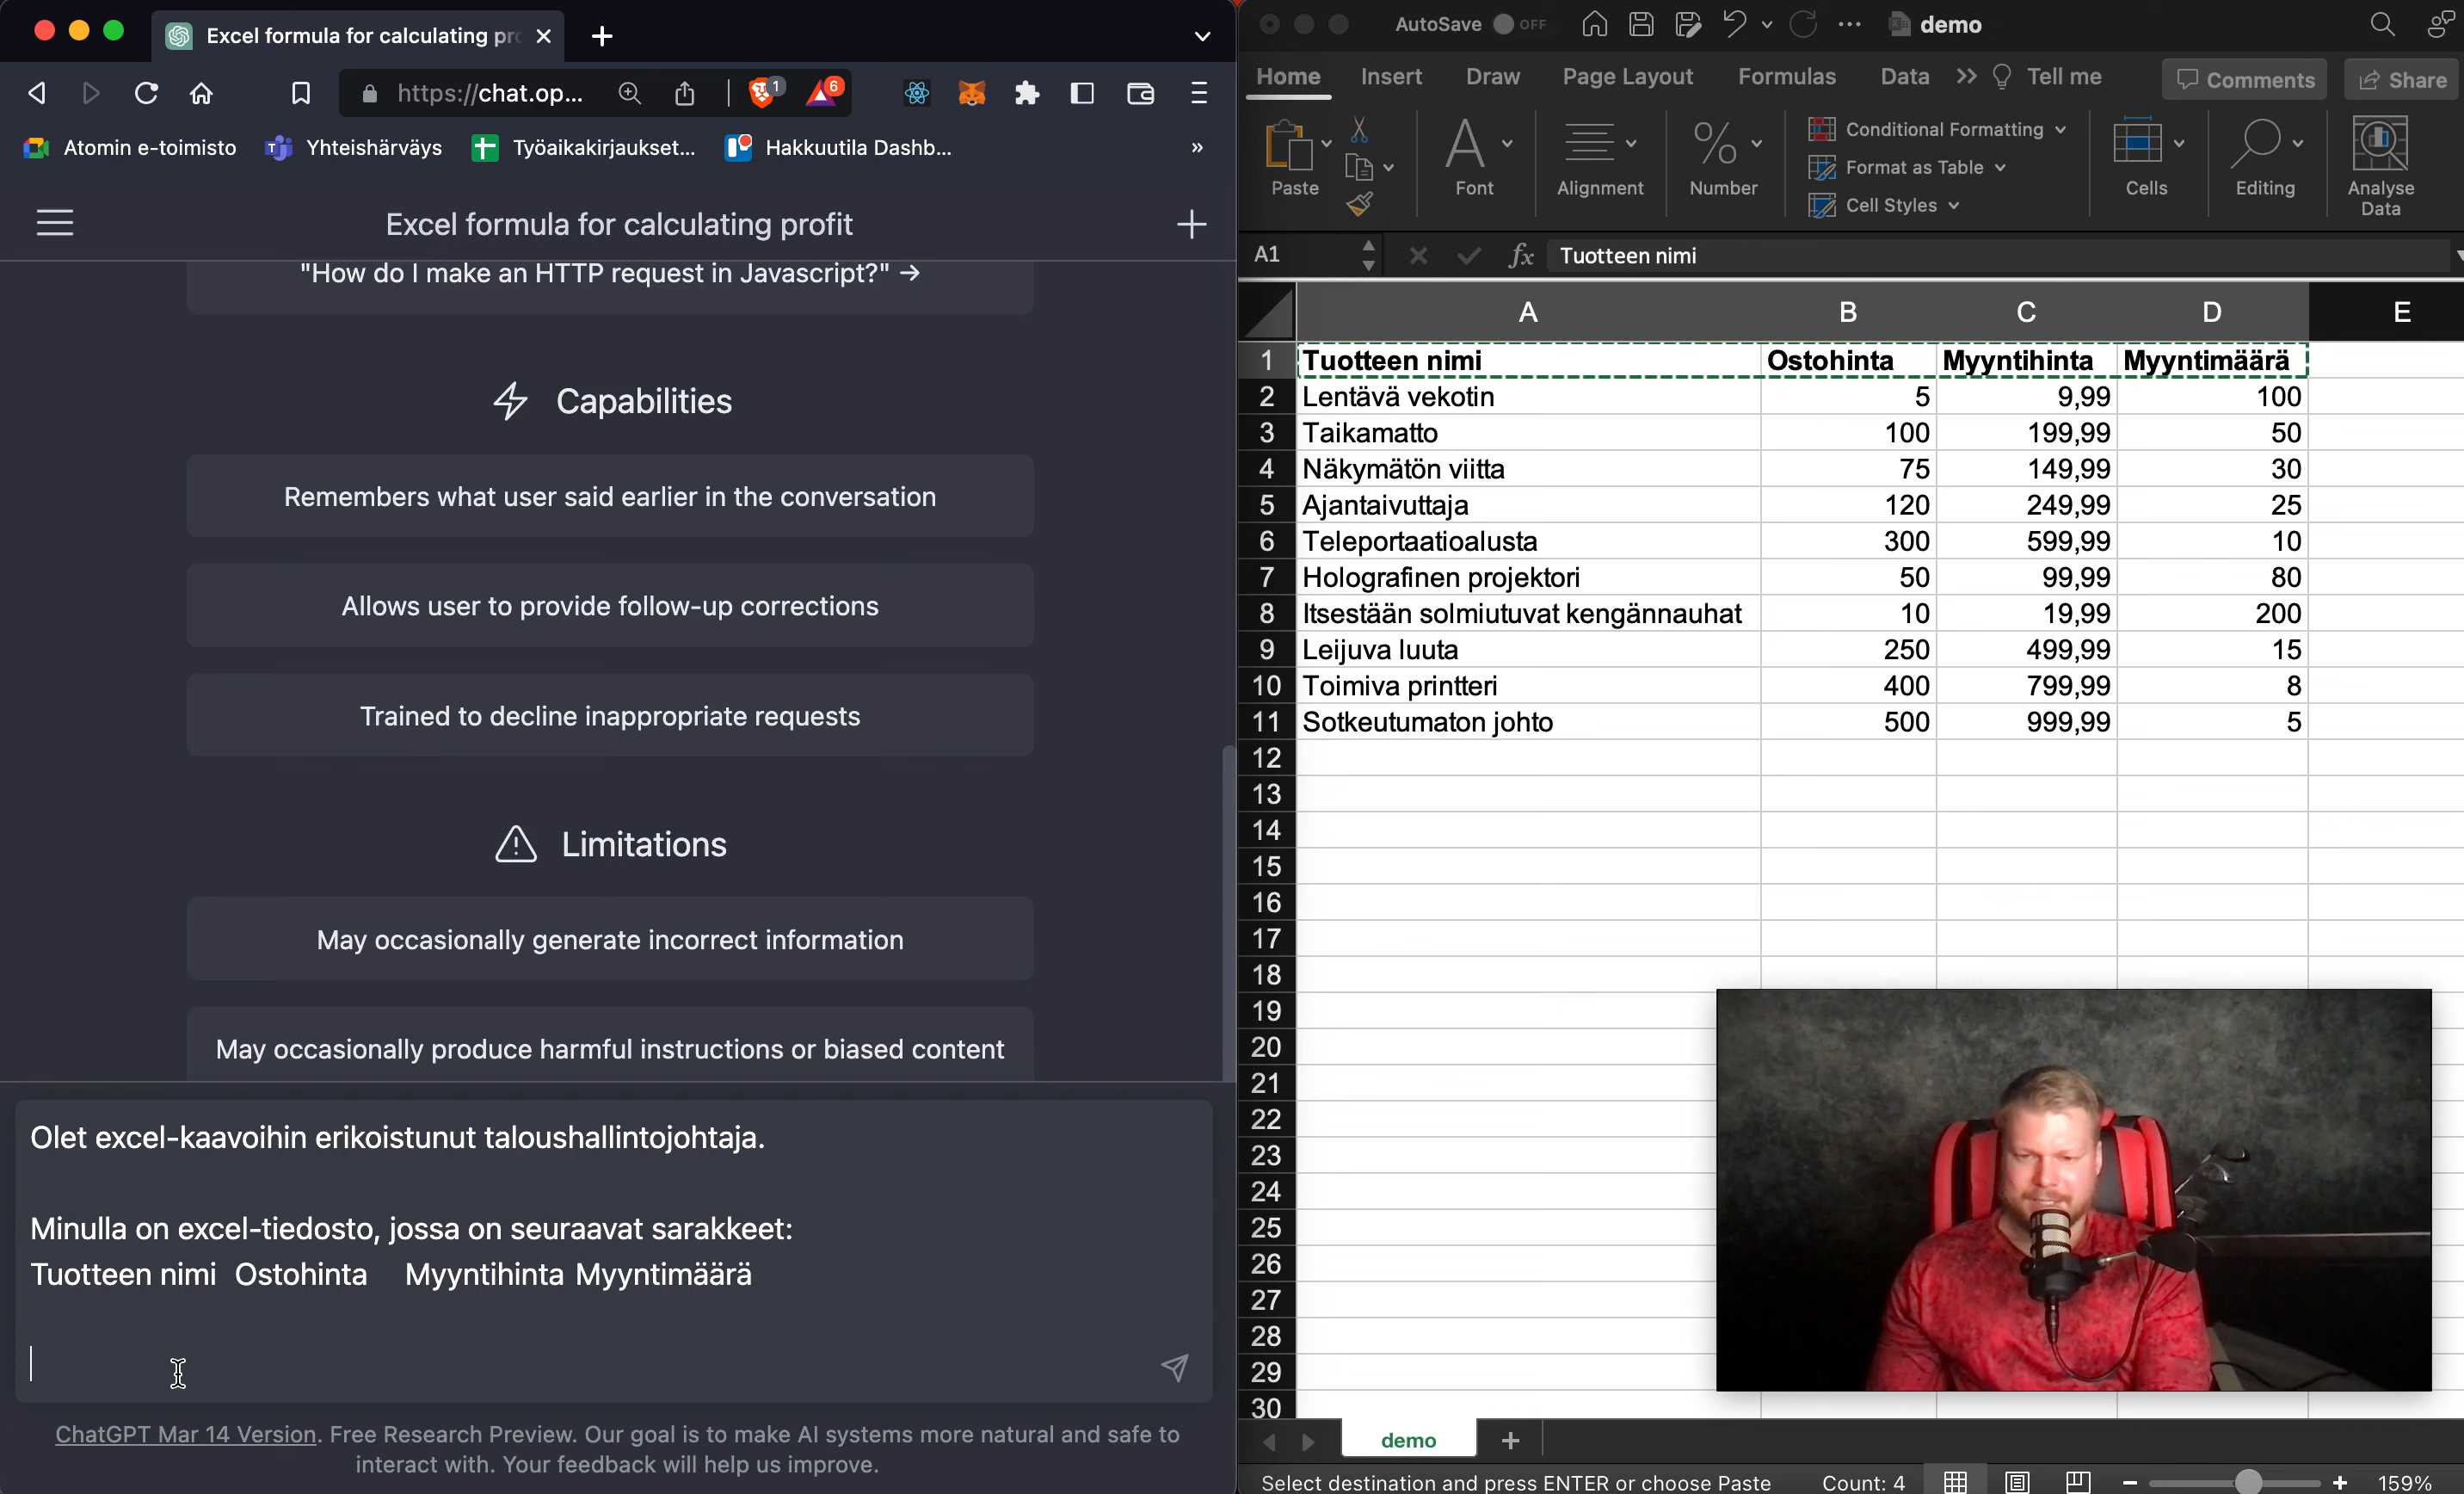 Excel formula for calculating pr
https://chat.op...
1
6
Atomin e-toimisto
Yhteishärväys
Työaikakirjaukset...
Hakkuutila Dashb...
»
Excel formula for calculating profit
"How do I make an HTTP request in Javascript?" →
Capabilities
Remembers what user said earlier in the conversation
Allows user to provide follow-up corrections
Trained to decline inappropriate requests
Limitations
May occasionally generate incorrect information
May occasionally produce harmful instructions or biased content
Olet excel-kaavoihin erikoistunut taloushallintojohtaja.
Minulla on excel-tiedosto, jossa on seuraavat sarakkeet:
Tuotteen nimi Ostohinta Myyntihinta Myyntimäärä
ChatGPT Mar 14 Version. Free Research Preview. Our goal is to make AI systems more natural and safe to
interact with. Your feedback will help us improve.
AutoSave OFF demo
Home Insert Draw Page Layout Formulas Data Tell me Comments Share
Paste
Font
Alignment
% Number
Conditional Formatting
Format as Table
Cell Styles
Cells
Editing
Analyse
Data
A1 fx Tuotteen nimi
A B C D E
1 Tuotteen nimi Ostohinta Myyntihinta Myyntimäärä
2 Lentävä vekotin 5 9,99 100
3 Taikamatto 100 199,99 50
4 Näkymätön viitta 75 149,99 30
5 Ajantaivuttaja 120 249,99 25
6 Teleportaatioalusta 300 599,99 10
7 Holografinen projektori 50 99,99 80
8 Itsestään solmiutuvat kengännauhat 10 19,99 200
9 Leijuva luuta 250 499,99 15
10 Toimiva printteri 400 799,99 8
11 Sotkeutumaton johto 500 999,99 5
12
13
14
15
16
17
18
19
20
21
22
23
24
25
26
27
28
29
30
demo
Select destination and press ENTER or choose Paste Count: 4 159%